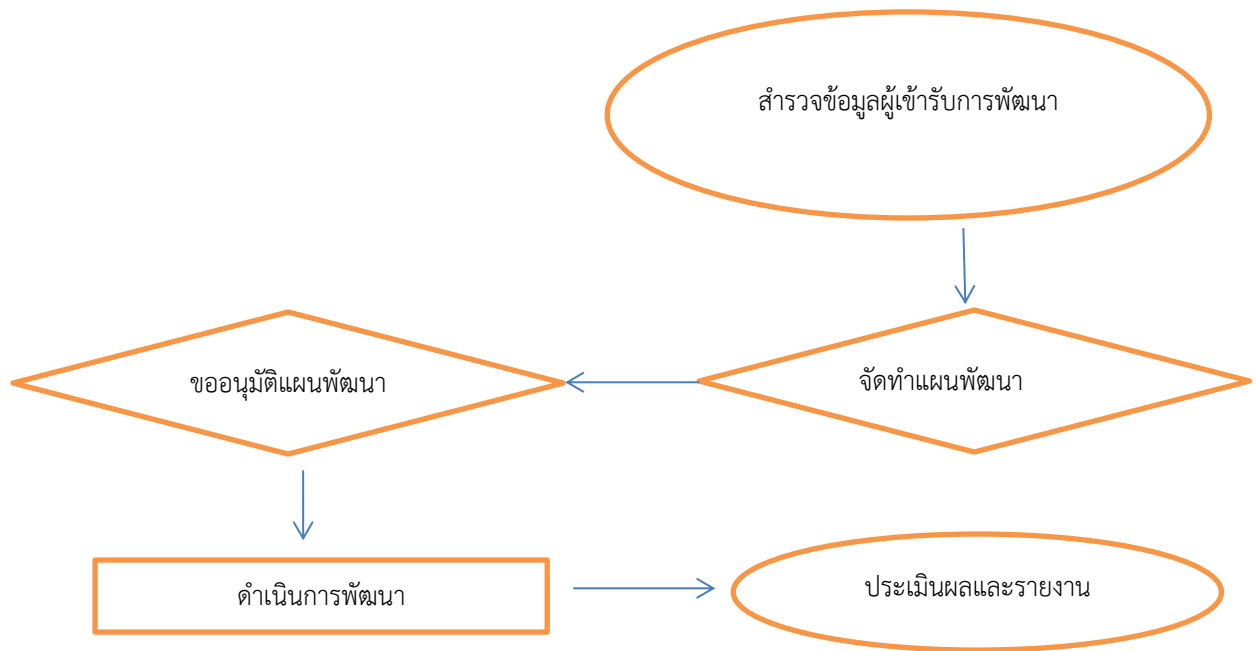 สำรวจข้อมูลผู้เข้ารับการพัฒนา
จัดทำแผนพัฒนา
ขออนุมัติแผนพัฒนา
ดำเนินการพัฒนา
ประเมินผลและรายงาน